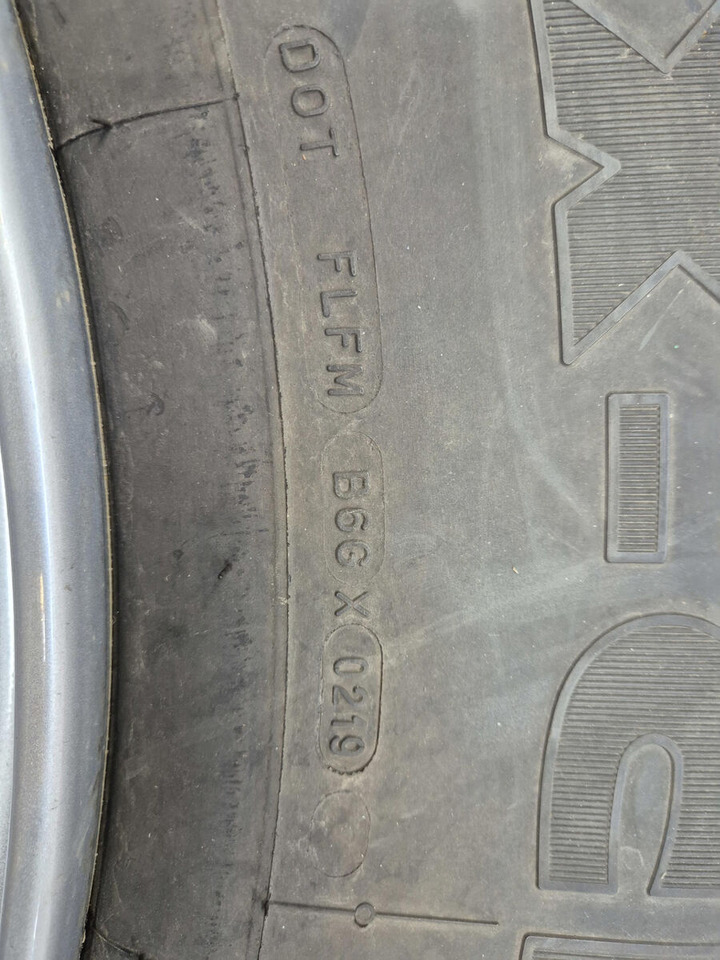 DOT FLFM B6G X 0219